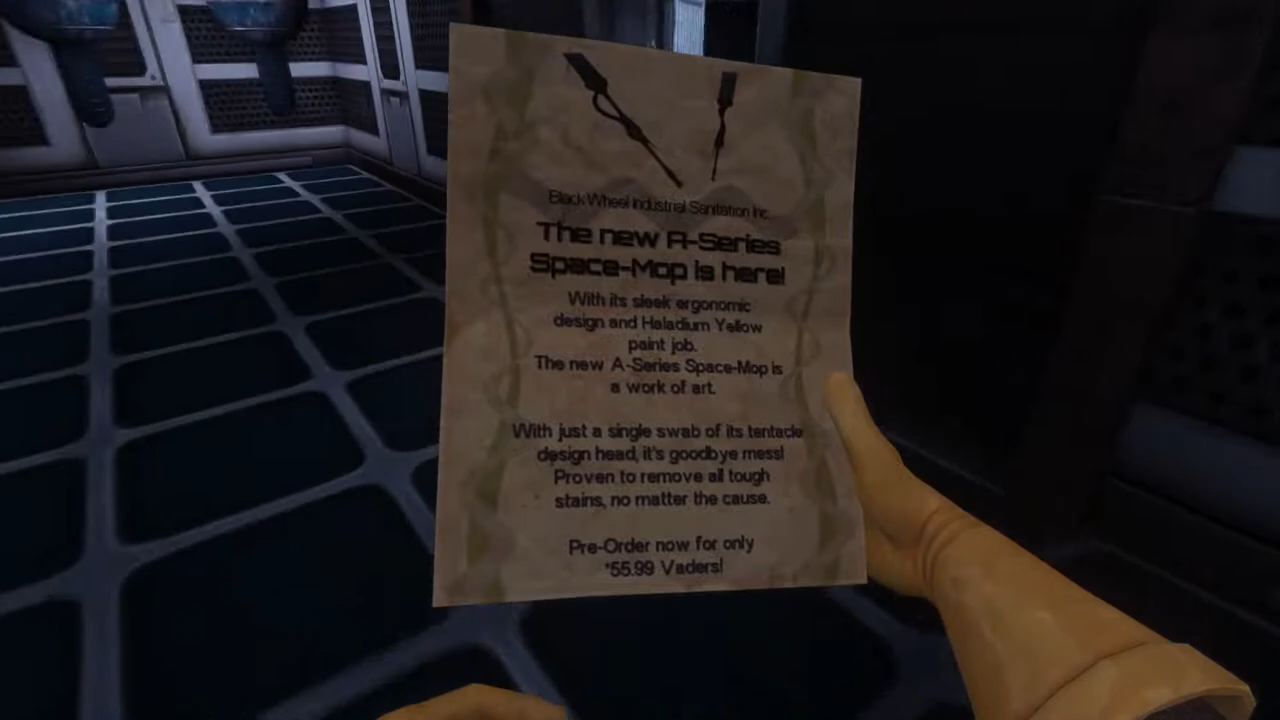 Black Wheel Industrial Sanitation Inc.
The new A-Series
Space-Mop is here!
With its sleek ergonomic
design and Haladium Yellow
paint job.
The new A-Series Space-Mop is
a work of art.
With just a single swab of its tentacle
design head, it's goodbye mess!
Proven to remove all tough
stains, no matter the cause.
Pre-Order now for only
*55.99 Vaders!